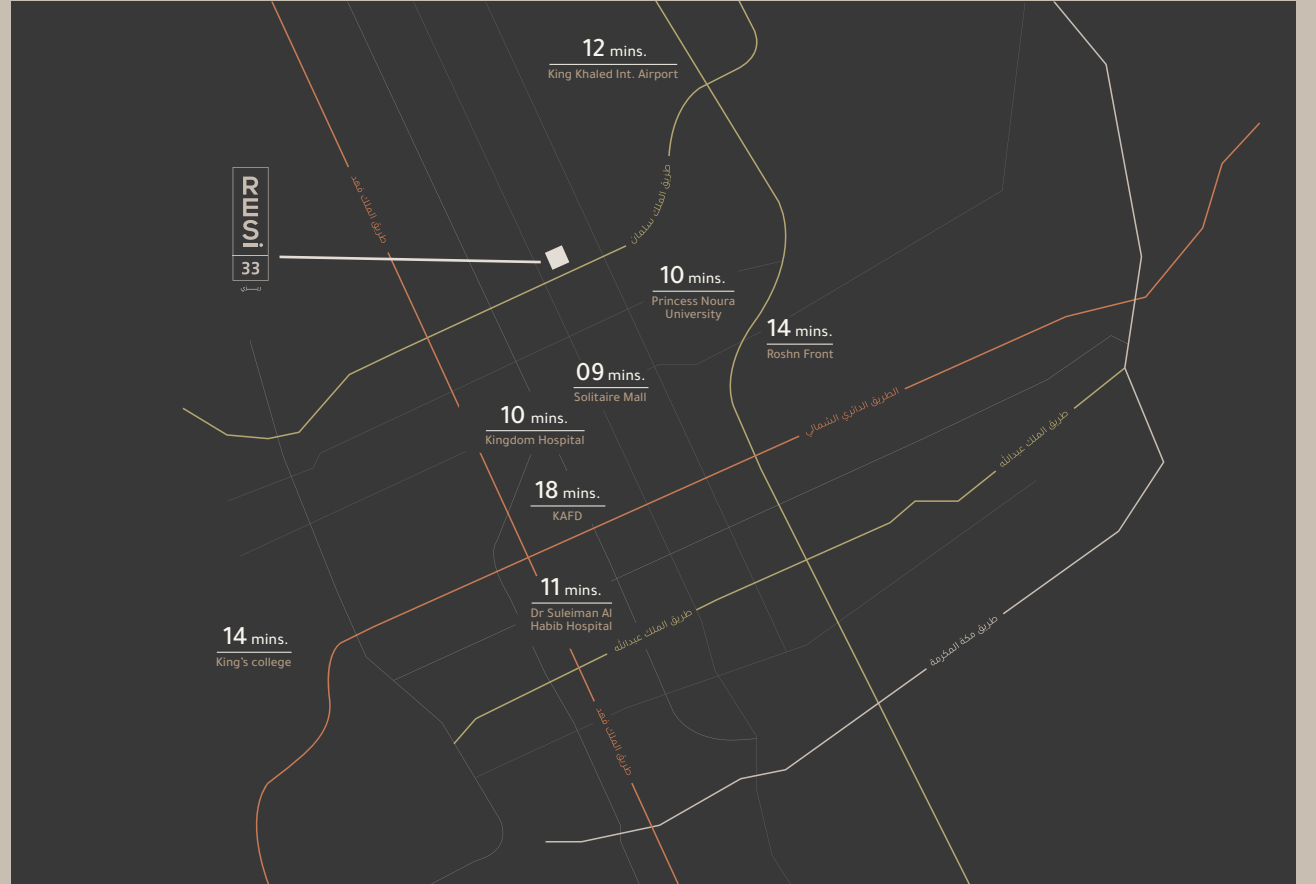 12 mins.
King Khaled Int. Airport
طريق الملك فهد
طريق الملك سلمان
RES.
33
ريـــزي
10 mins.
Princess Noura
University
14 mins.
Roshn Front
09 mins.
Solitaire Mall
الطريق الدائري الشمالي
10 mins.
Kingdom Hospital
طريق الملك عبدالله
18 mins.
KAFD
11 mins.
Dr Suleiman Al
Habib Hospital
طريق الملك عبدالله
14 mins.
King's college
طريق مكة المكرمة
طريق الملك فهد